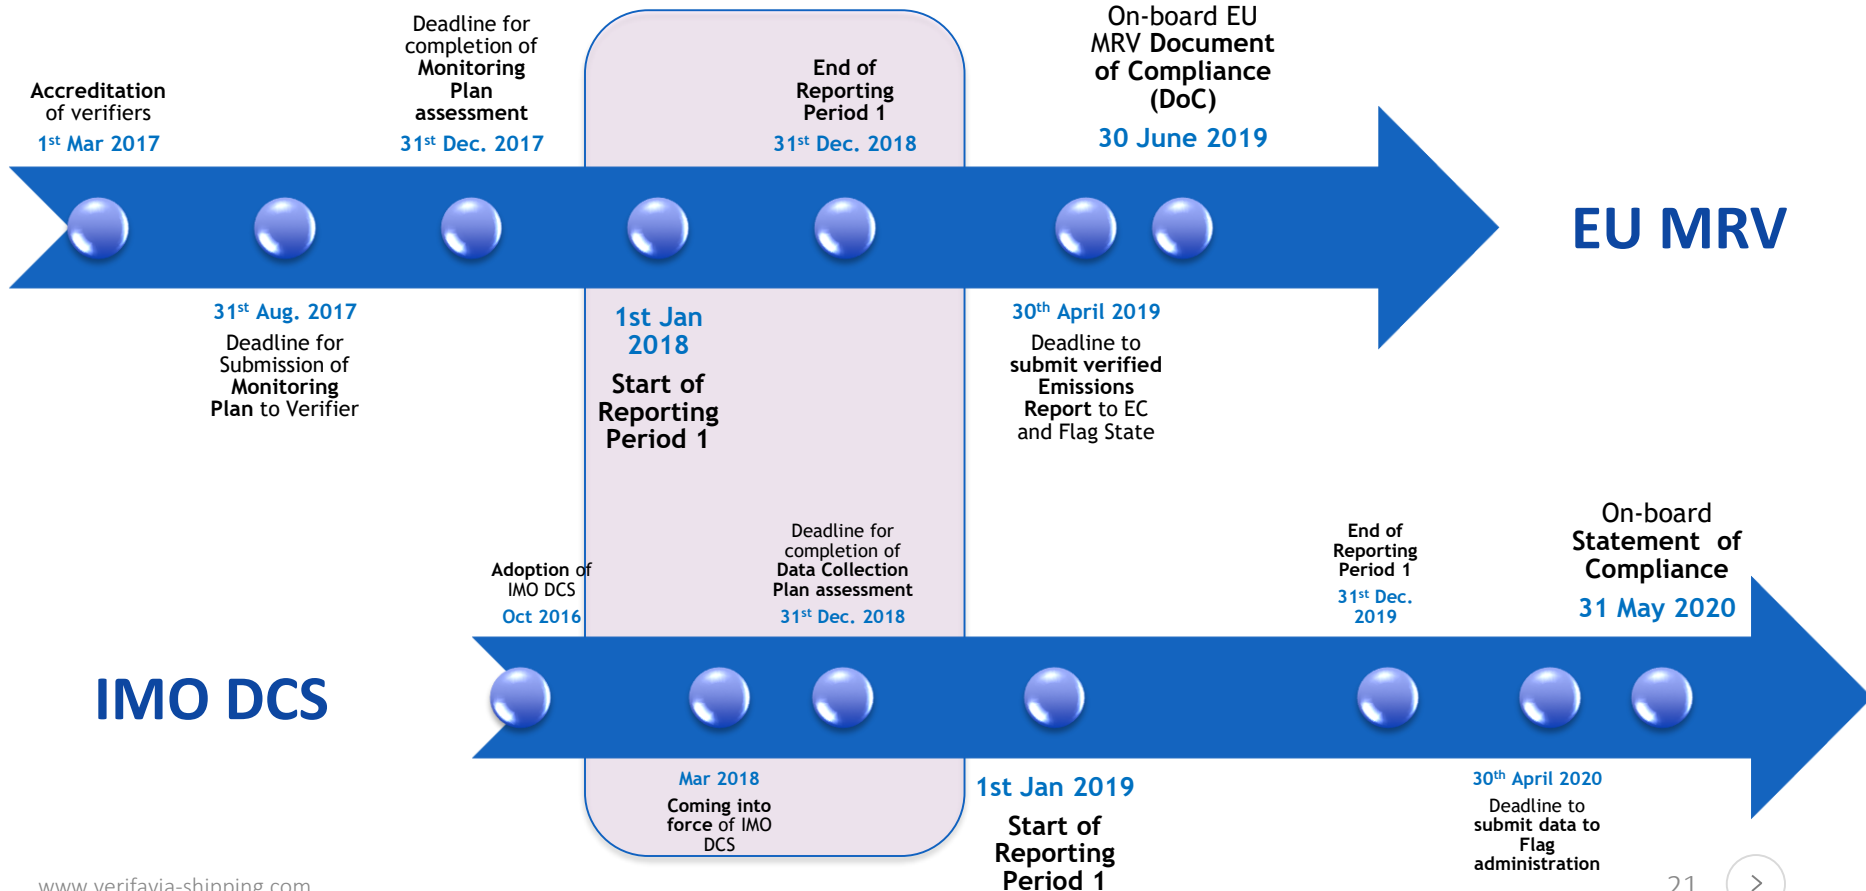 Accreditation
of verifiers
1st Mar 2017
Deadline for
completion of
Monitoring
Plan
assessment
31st Dec. 2017
End of
Reporting
Period 1
31st Dec. 2018
On-board EU
MRV Document
of Compliance
(DoC)
30 June 2019
EU MRV
31st Aug. 2017
Deadline for
Submission of
Monitoring
Plan to Verifier
1st Jan
2018
Start of
Reporting
Period 1
30th April 2019
Deadline to
submit verified
Emissions
Report to EC
and Flag State
Adoption of
IMO DCS
Oct 2016
Deadline for
completion of
Data Collection
Plan assessment
31st Dec. 2018
End of
Reporting
Period 1
31st Dec.
2019
On-board
Statement of
Compliance
31 May 2020
IMO DCS
Mar 2018
Coming into
force of IMO
DCS
1st Jan 2019
Start of
Reporting
Period 1
30th April 2020
Deadline to
submit data to
Flag
administration
www.verifavia-shipping.com
21